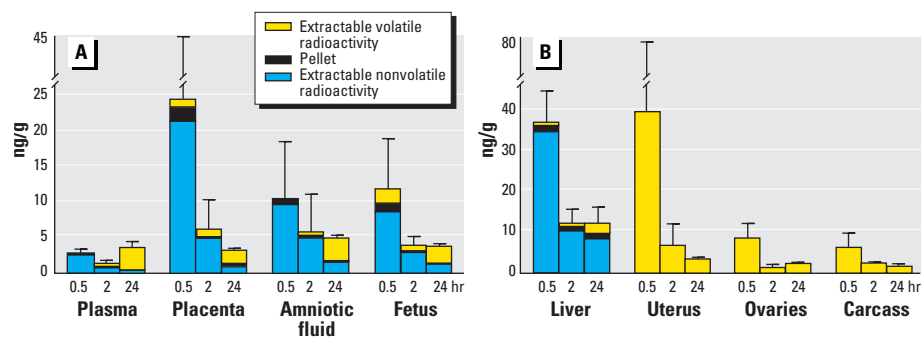 A
45
25
20
15
10
5
0
ng/g
Extractable volatile
radioactivity
Pellet
Extractable nonvolatile
radioactivity
0.5 2 24 0.5 2 24 0.5 2 24 0.5 2 24 hr
Plasma Placenta Amniotic Fetus
fluid
B
80
40
30
20
10
0
ng/g
0.5 2 24 0.5 2 24 0.5 2 24 0.5 2 24 hr
Liver Uterus Ovaries Carcass